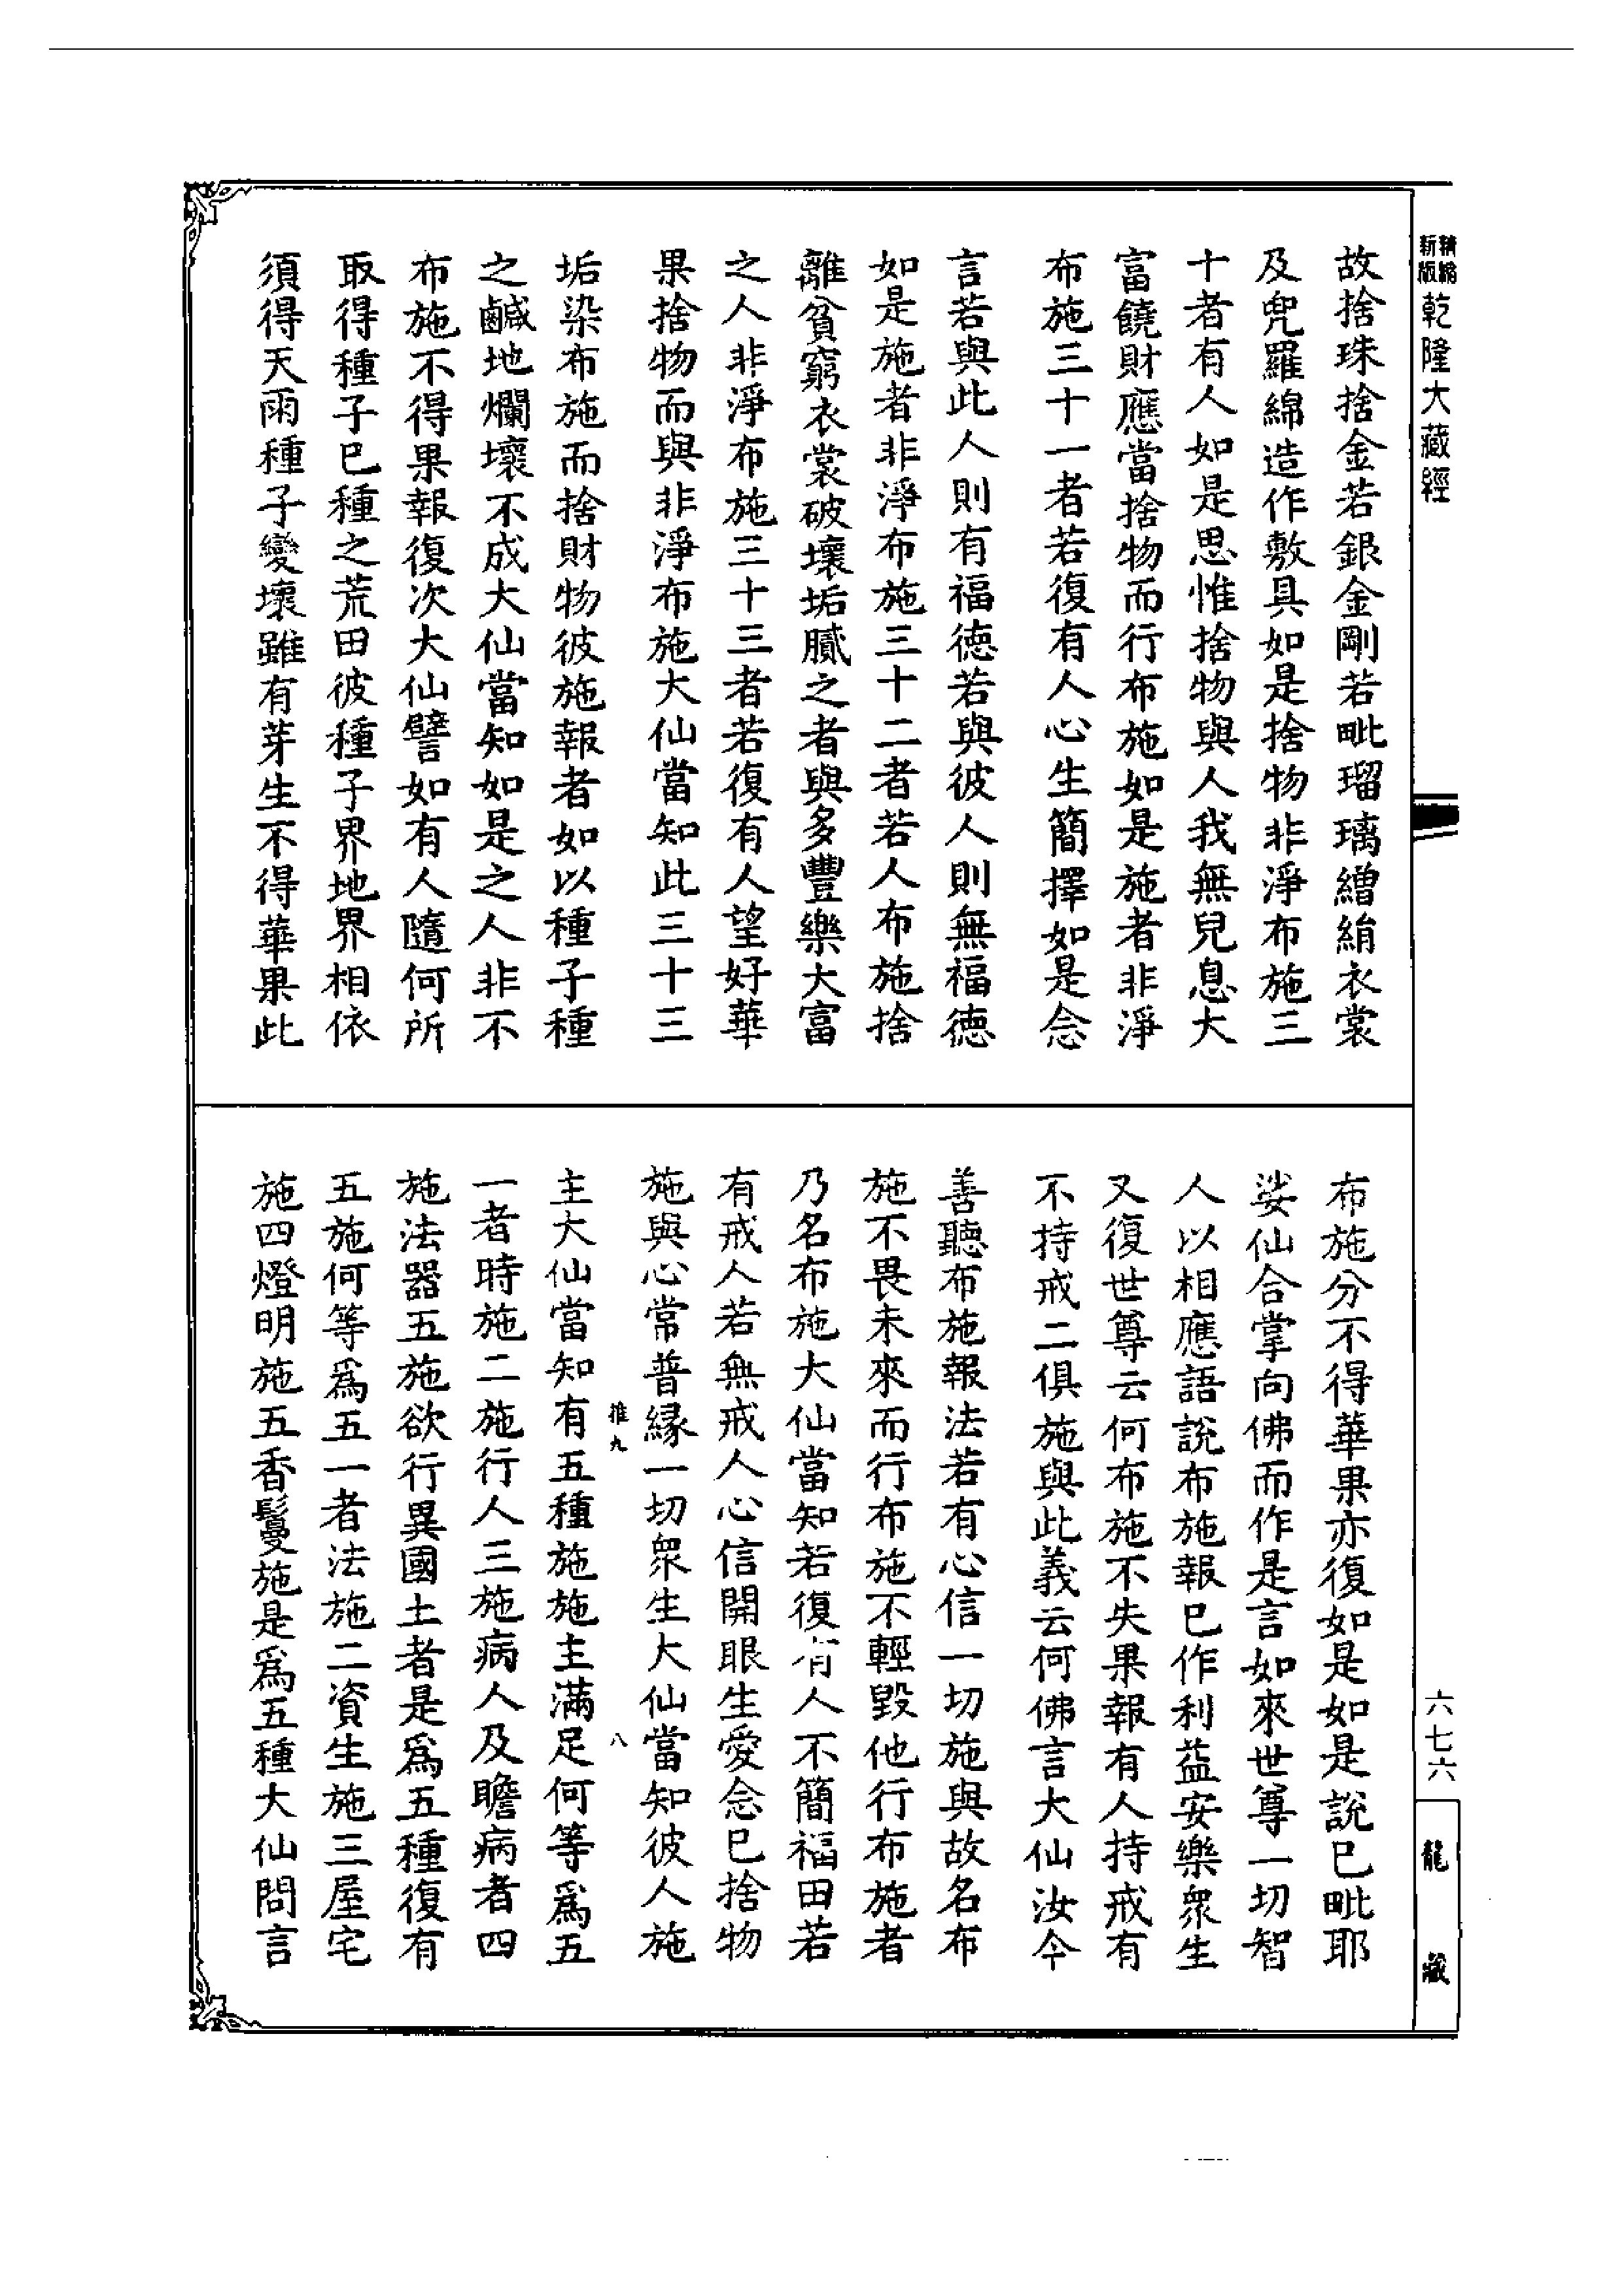 精縮新版乾隆大藏經
故捨珠捨金若銀金剛若毗瑠璃繒絹衣裳
及兜羅綿造作敷具如是捨物非淨布施三
十者有人如是思惟捨物與人我無兒息大
富饒財應當捨物而行布施如是施者非淨
布施三十一者若復有人心生簡擇如是念
言若與此人則有福德若與彼人則無福德
如是施者非淨布施三十二者若人布施捨
離貧窮衣裳破壞垢膩之者與多豐樂大富
之人非淨布施三十三者若復有人望好華
果捨物而與非淨布施大仙當知此三十三
垢染布施而捨財物彼施報者如以種子種
之鹹地爛壞不成大仙當知如是之人非不
布施不得果報復次大仙譬如有人隨何所
取得種子已種之荒田彼種子界地界相依
須得天雨種子變壞雖有芽生不得華果此
布施分不得華果亦復如是如是說已毗耶
娑仙合掌向佛而作是言如來世尊一切智
人以相應語說布施報已作利益安樂衆生
又復世尊云何布施不失果報有人持戒有
不持戒二俱施與此義云何佛言大仙汝今
善聽布施報法若有心信一切施與故名布
施不畏未來而行布施不輕毀他行布施者
乃名布施大仙當知若復有人不簡福田若
有戒人若無戒人心信開眼生愛念已捨物
施與心常普緣一切衆生大仙當知彼人施
主大仙當知有五種施施主滿足何等爲五
一者時施二施行人三施病人及瞻病者四
施法器五施欲行異國土者是爲五種復有
五施何等爲五一者法施二資生施三屋宅
施四燈明施五香鬘施是爲五種大仙問言
推九
八
六七六
龍藏